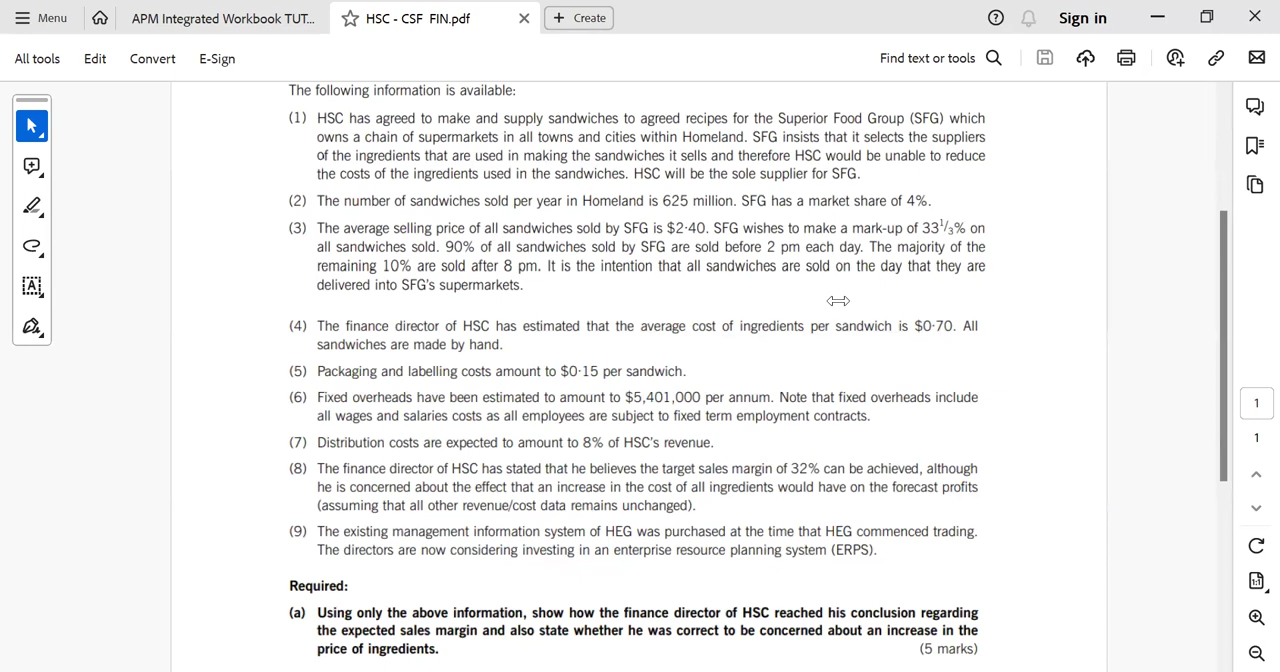 Menu
APM Integrated Workbook TUT...
HSC - CSF FIN.pdf
Create
Sign in
All tools
Edit
Convert
E-Sign
Find text or tools
The following information is available:
(1) HSC has agreed to make and supply sandwiches to agreed recipes for the Superior Food Group (SFG) which
owns a chain of supermarkets in all towns and cities within Homeland. SFG insists that it selects the suppliers
of the ingredients that are used in making the sandwiches it sells and therefore HSC would be unable to reduce
the costs of the ingredients used in the sandwiches. HSC will be the sole supplier for SFG.
(2) The number of sandwiches sold per year in Homeland is 625 million. SFG has a market share of 4%.
(3) The average selling price of all sandwiches sold by SFG is $2·40. SFG wishes to make a mark-up of 33 1/3% on
all sandwiches sold. 90% of all sandwiches sold by SFG are sold before 2 pm each day. The majority of the
remaining 10% are sold after 8 pm. It is the intention that all sandwiches are sold on the day that they are
delivered into SFG's supermarkets.
(4) The finance director of HSC has estimated that the average cost of ingredients per sandwich is $0·70. All
sandwiches are made by hand.
(5) Packaging and labelling costs amount to $0·15 per sandwich.
(6) Fixed overheads have been estimated to amount to $5,401,000 per annum. Note that fixed overheads include
all wages and salaries costs as all employees are subject to fixed term employment contracts.
(7) Distribution costs are expected to amount to 8% of HSC's revenue.
(8) The finance director of HSC has stated that he believes the target sales margin of 32% can be achieved, although
he is concerned about the effect that an increase in the cost of all ingredients would have on the forecast profits
(assuming that all other revenue/cost data remains unchanged).
(9) The existing management information system of HEG was purchased at the time that HEG commenced trading.
The directors are now considering investing in an enterprise resource planning system (ERPS).
Required:
(a) Using only the above information, show how the finance director of HSC reached his conclusion regarding
the expected sales margin and also state whether he was correct to be concerned about an increase in the
price of ingredients. (5 marks)
1
1